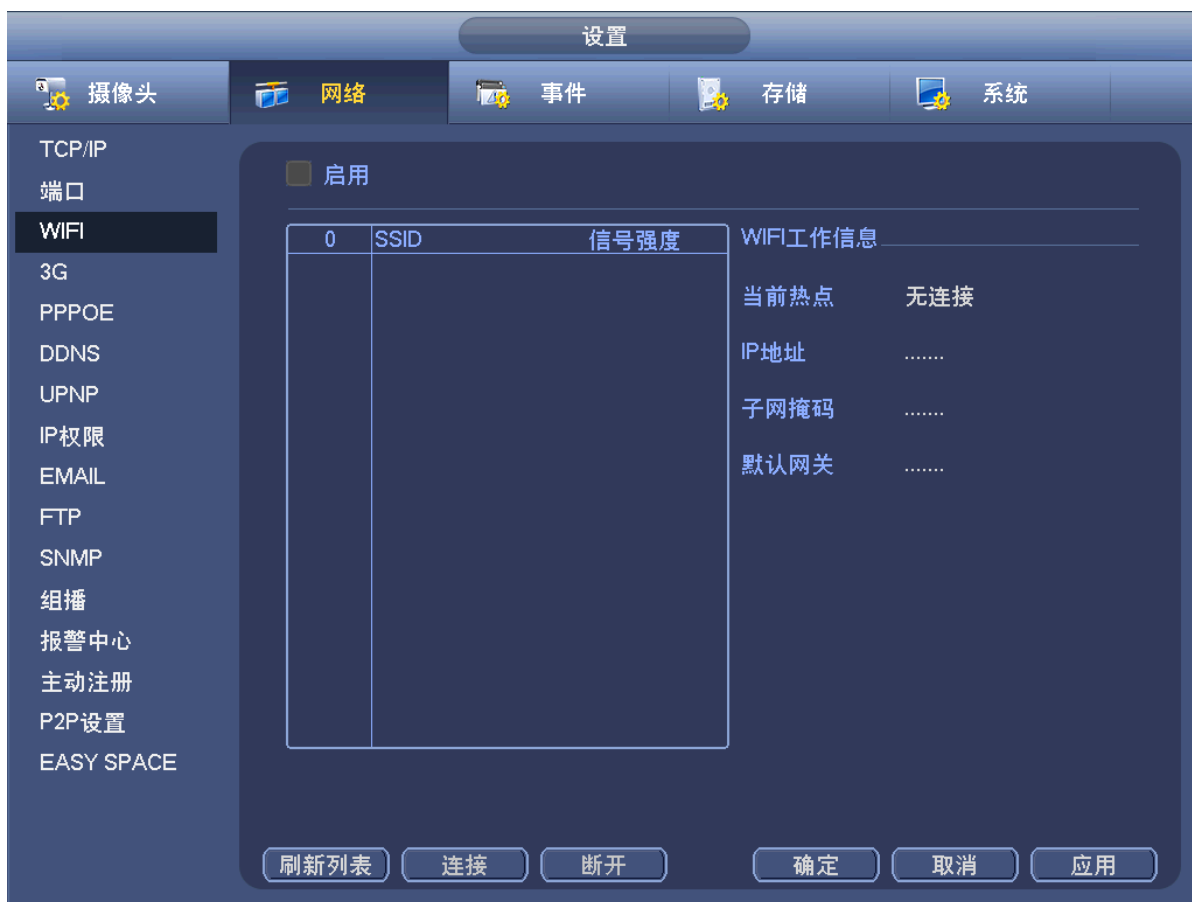 设置
摄像头 网络 事件 存储 系统
TCP/IP
端口
WIFI
3G
PPPOE
DDNS
UPNP
IP权限
EMAIL
FTP
SNMP
组播
报警中心
主动注册
P2P设置
EASY SPACE
启用
0 SSID 信号强度
WIFI工作信息
当前热点 无连接
IP地址 .......
子网掩码 .......
默认网关 .......
刷新列表 连接 断开 确定 取消 应用